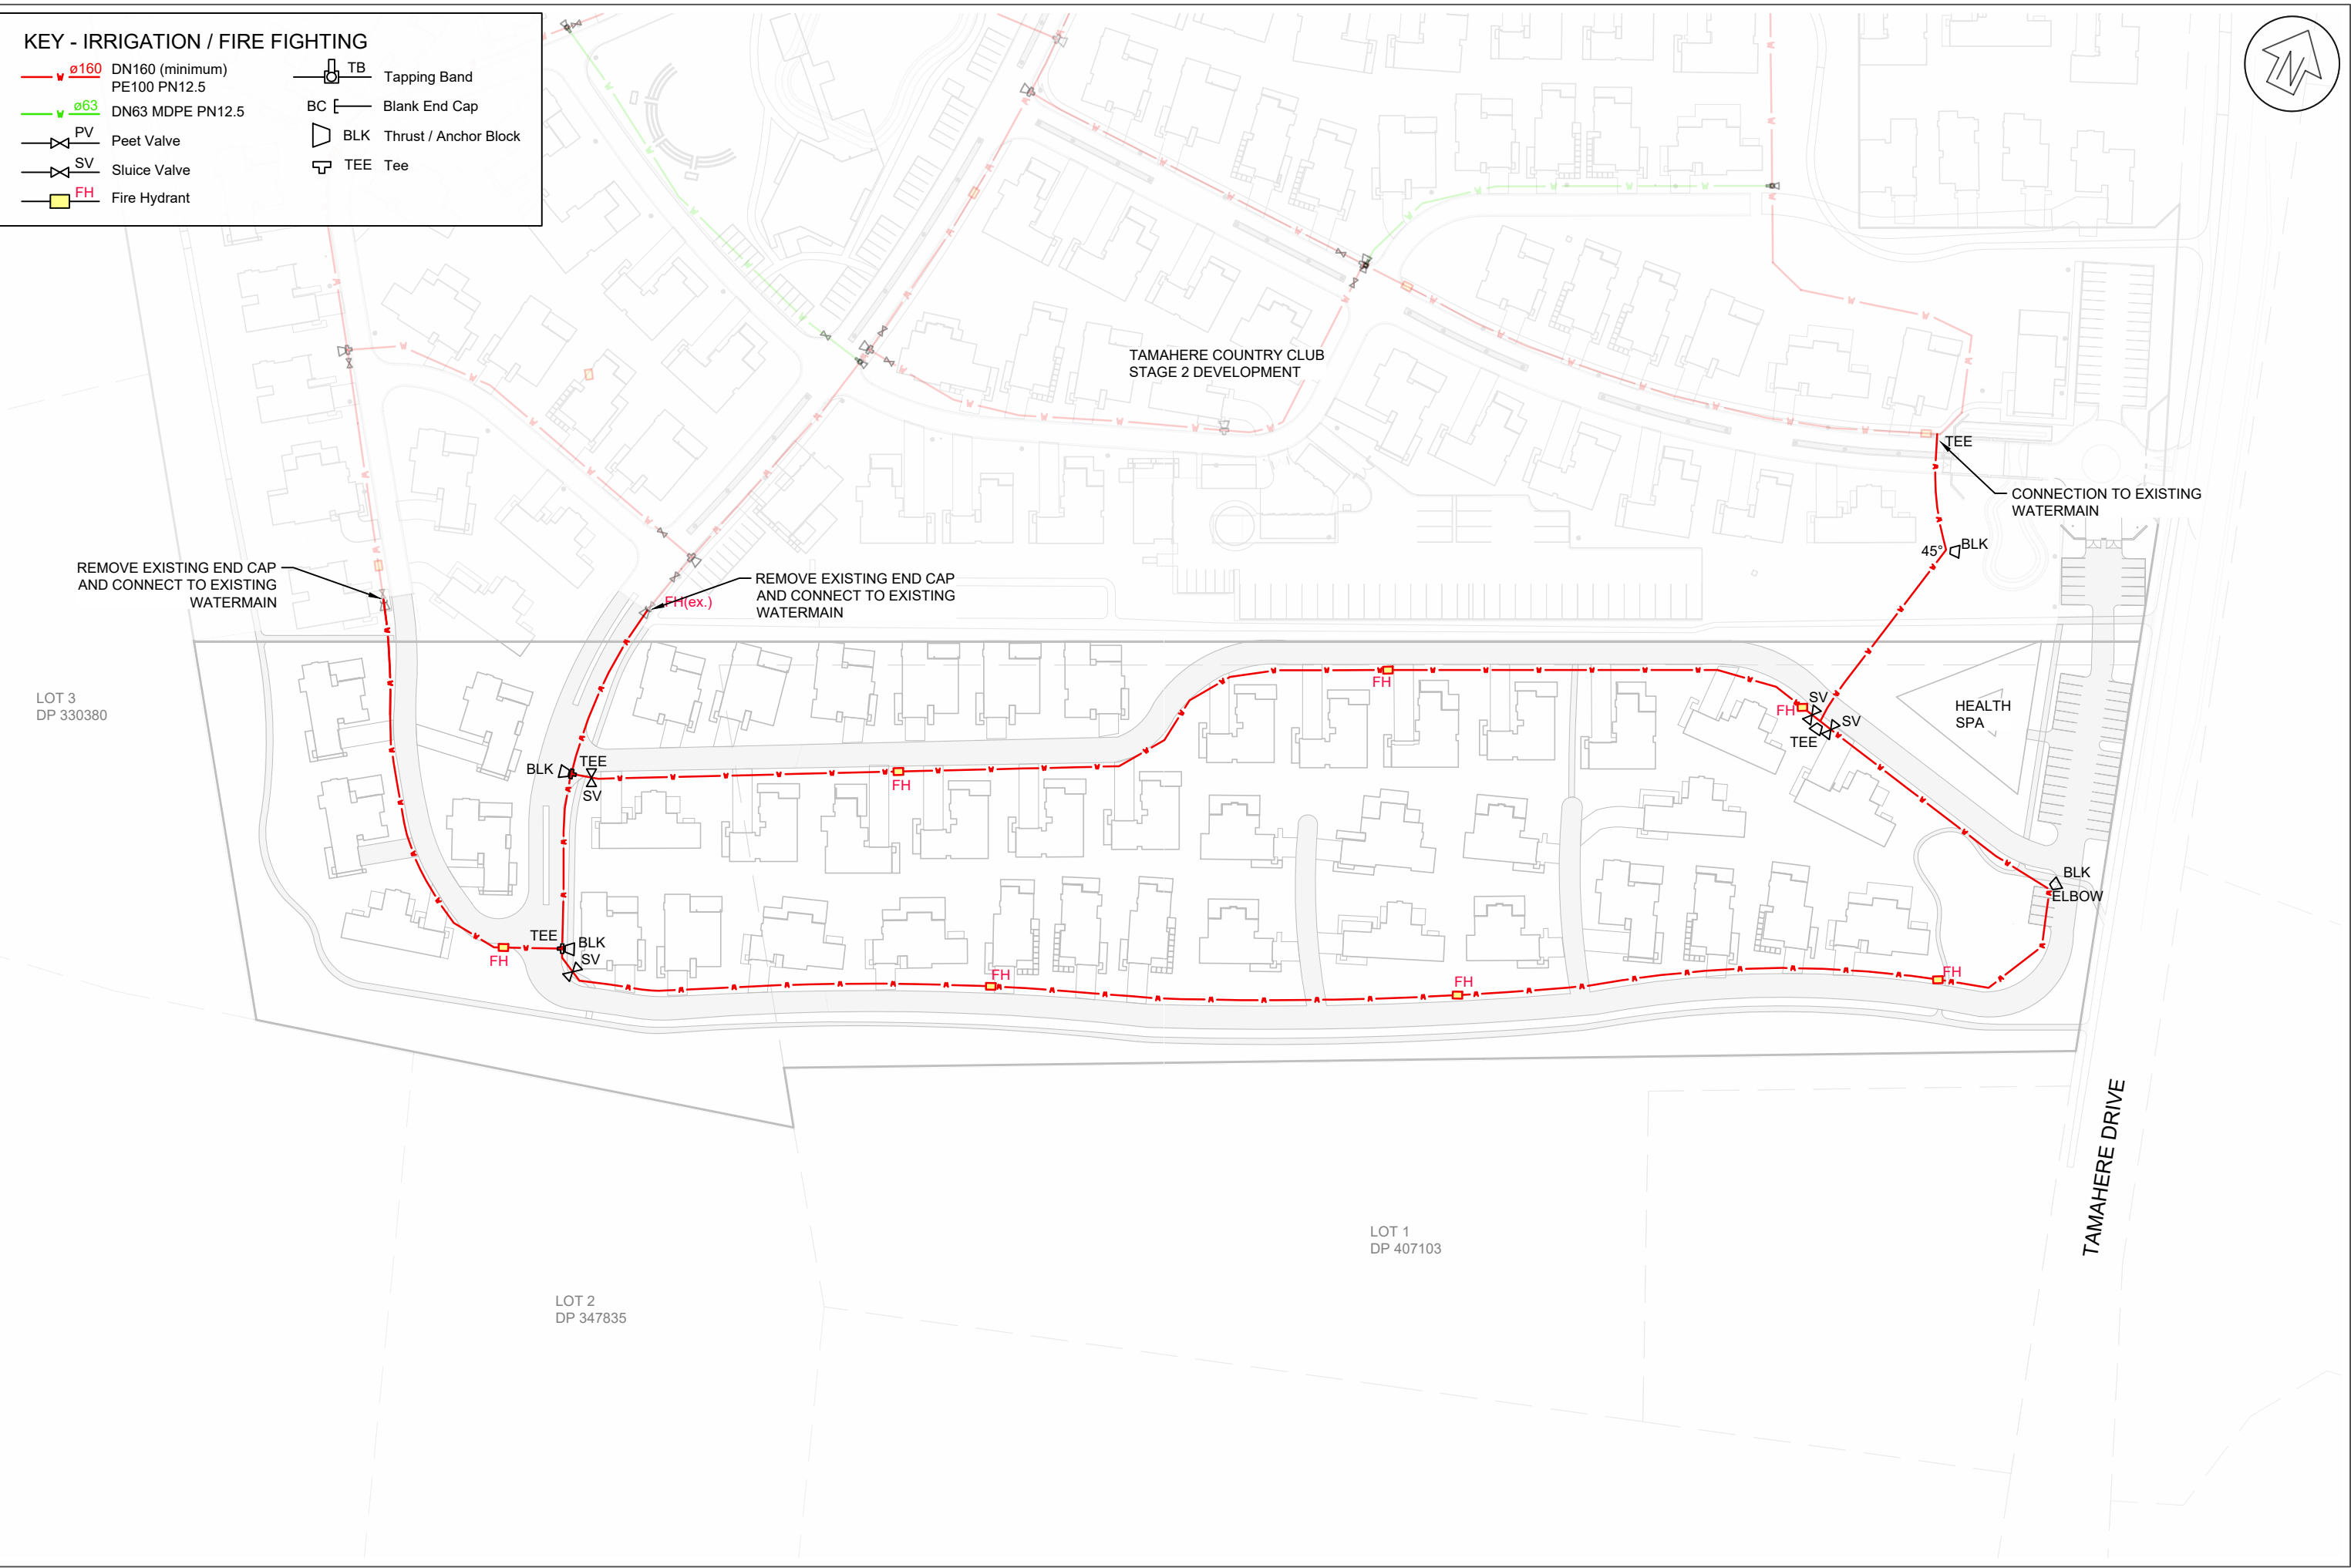 KEY - IRRIGATION / FIRE FIGHTING
ø160 DN160 (minimum)
PE100 PN12.5
ø63 DN63 MDPE PN12.5
PV Peet Valve
SV Sluice Valve
FH Fire Hydrant
TB Tapping Band
BC Blank End Cap
BLK Thrust / Anchor Block
TEE Tee
N
TAMAHERE COUNTRY CLUB
STAGE 2 DEVELOPMENT
TEE
CONNECTION TO EXISTING
WATERMAIN
45°
BLK
REMOVE EXISTING END CAP
AND CONNECT TO EXISTING
WATERMAIN
FH(ex.)
REMOVE EXISTING END CAP
AND CONNECT TO EXISTING
WATERMAIN
LOT 3
DP 330380
FH
SV
FH
SV
TEE
HEALTH
SPA
BLK
TEE
SV
FH
BLK
ELBOW
TEE
BLK
SV
FH
FH
FH
FH
TAMAHERE DRIVE
LOT 1
DP 407103
LOT 2
DP 347835